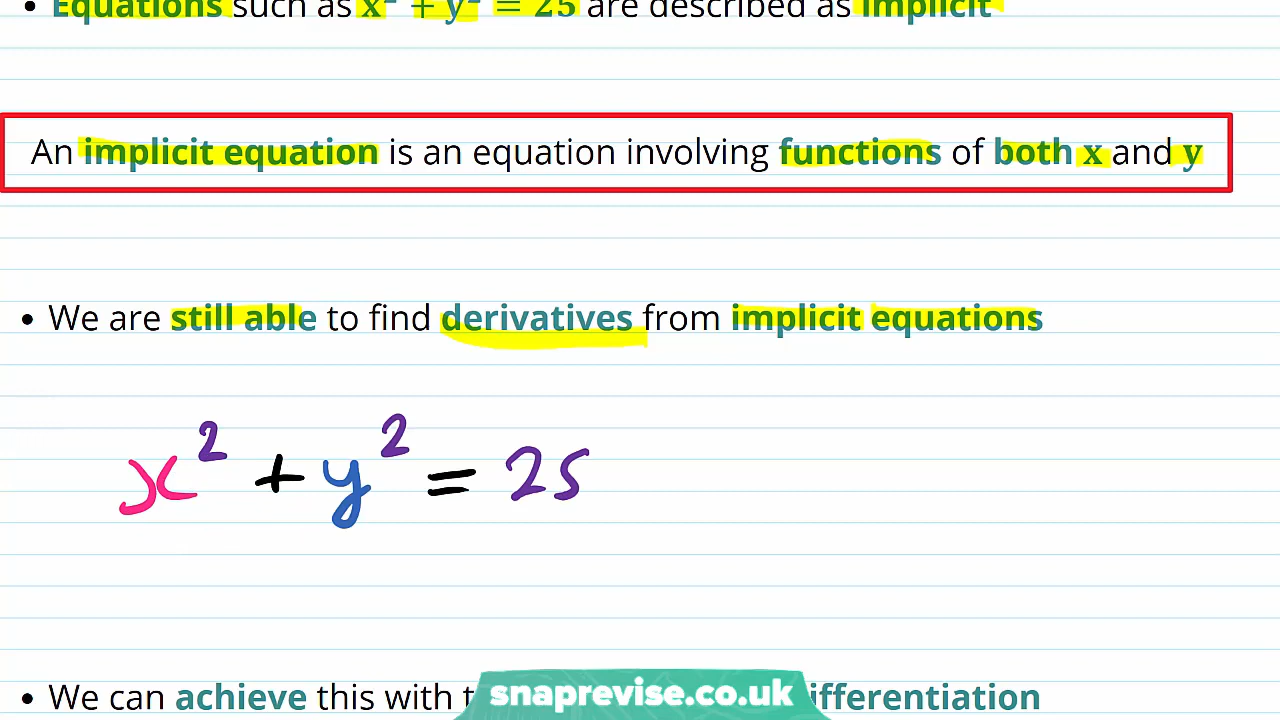 • Equations such as x² + y² = 25 are described as implicit
An implicit equation is an equation involving functions of both x and y
• We are still able to find derivatives from implicit equations
x² + y² = 25
• We can achieve this with ifferentiation
snaprevise.co.uk